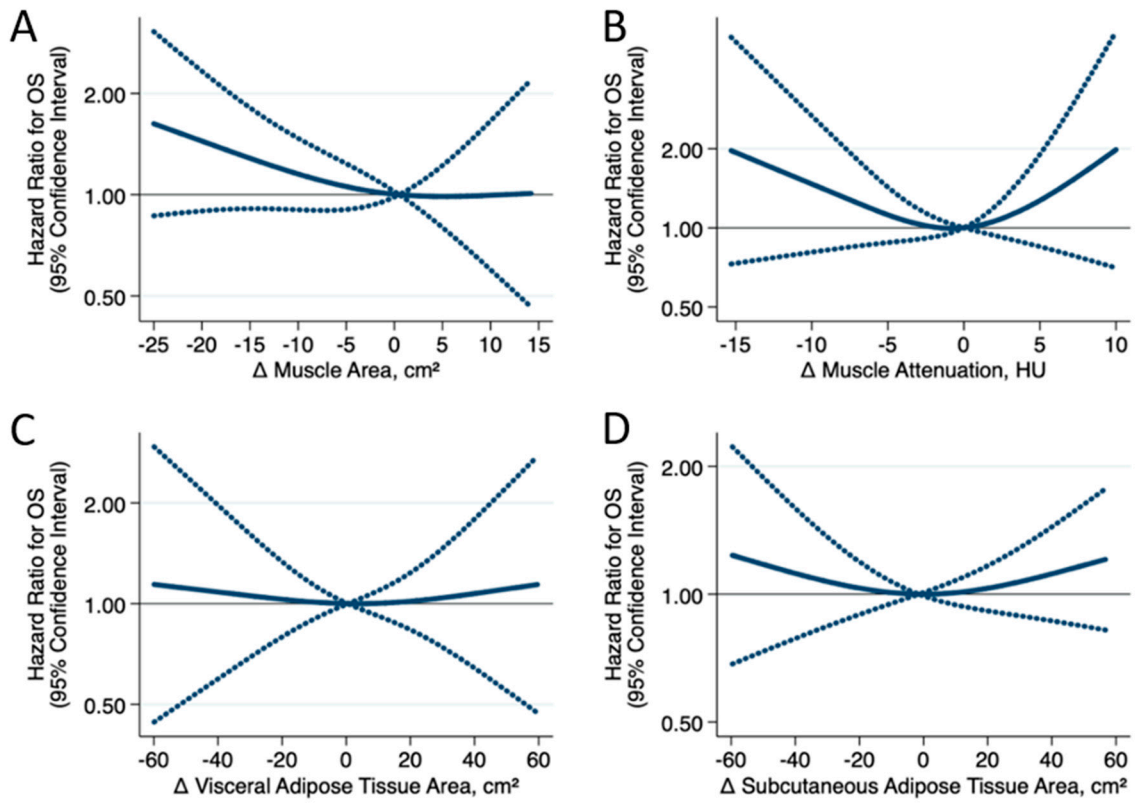 A
Hazard Ratio for OS
(95% Confidence Interval)
2.00
1.00
0.50
-25 -20 -15 -10 -5 0 5 10 15
Δ Muscle Area, cm²
B
Hazard Ratio for OS
(95% Confidence Interval)
2.00
1.00
0.50
-15 -10 -5 0 5 10
Δ Muscle Attenuation, HU
C
Hazard Ratio for OS
(95% Confidence Interval)
2.00
1.00
0.50
-60 -40 -20 0 20 40 60
Δ Visceral Adipose Tissue Area, cm²
D
Hazard Ratio for OS
(95% Confidence Interval)
2.00
1.00
0.50
-60 -40 -20 0 20 40 60
Δ Subcutaneous Adipose Tissue Area, cm²